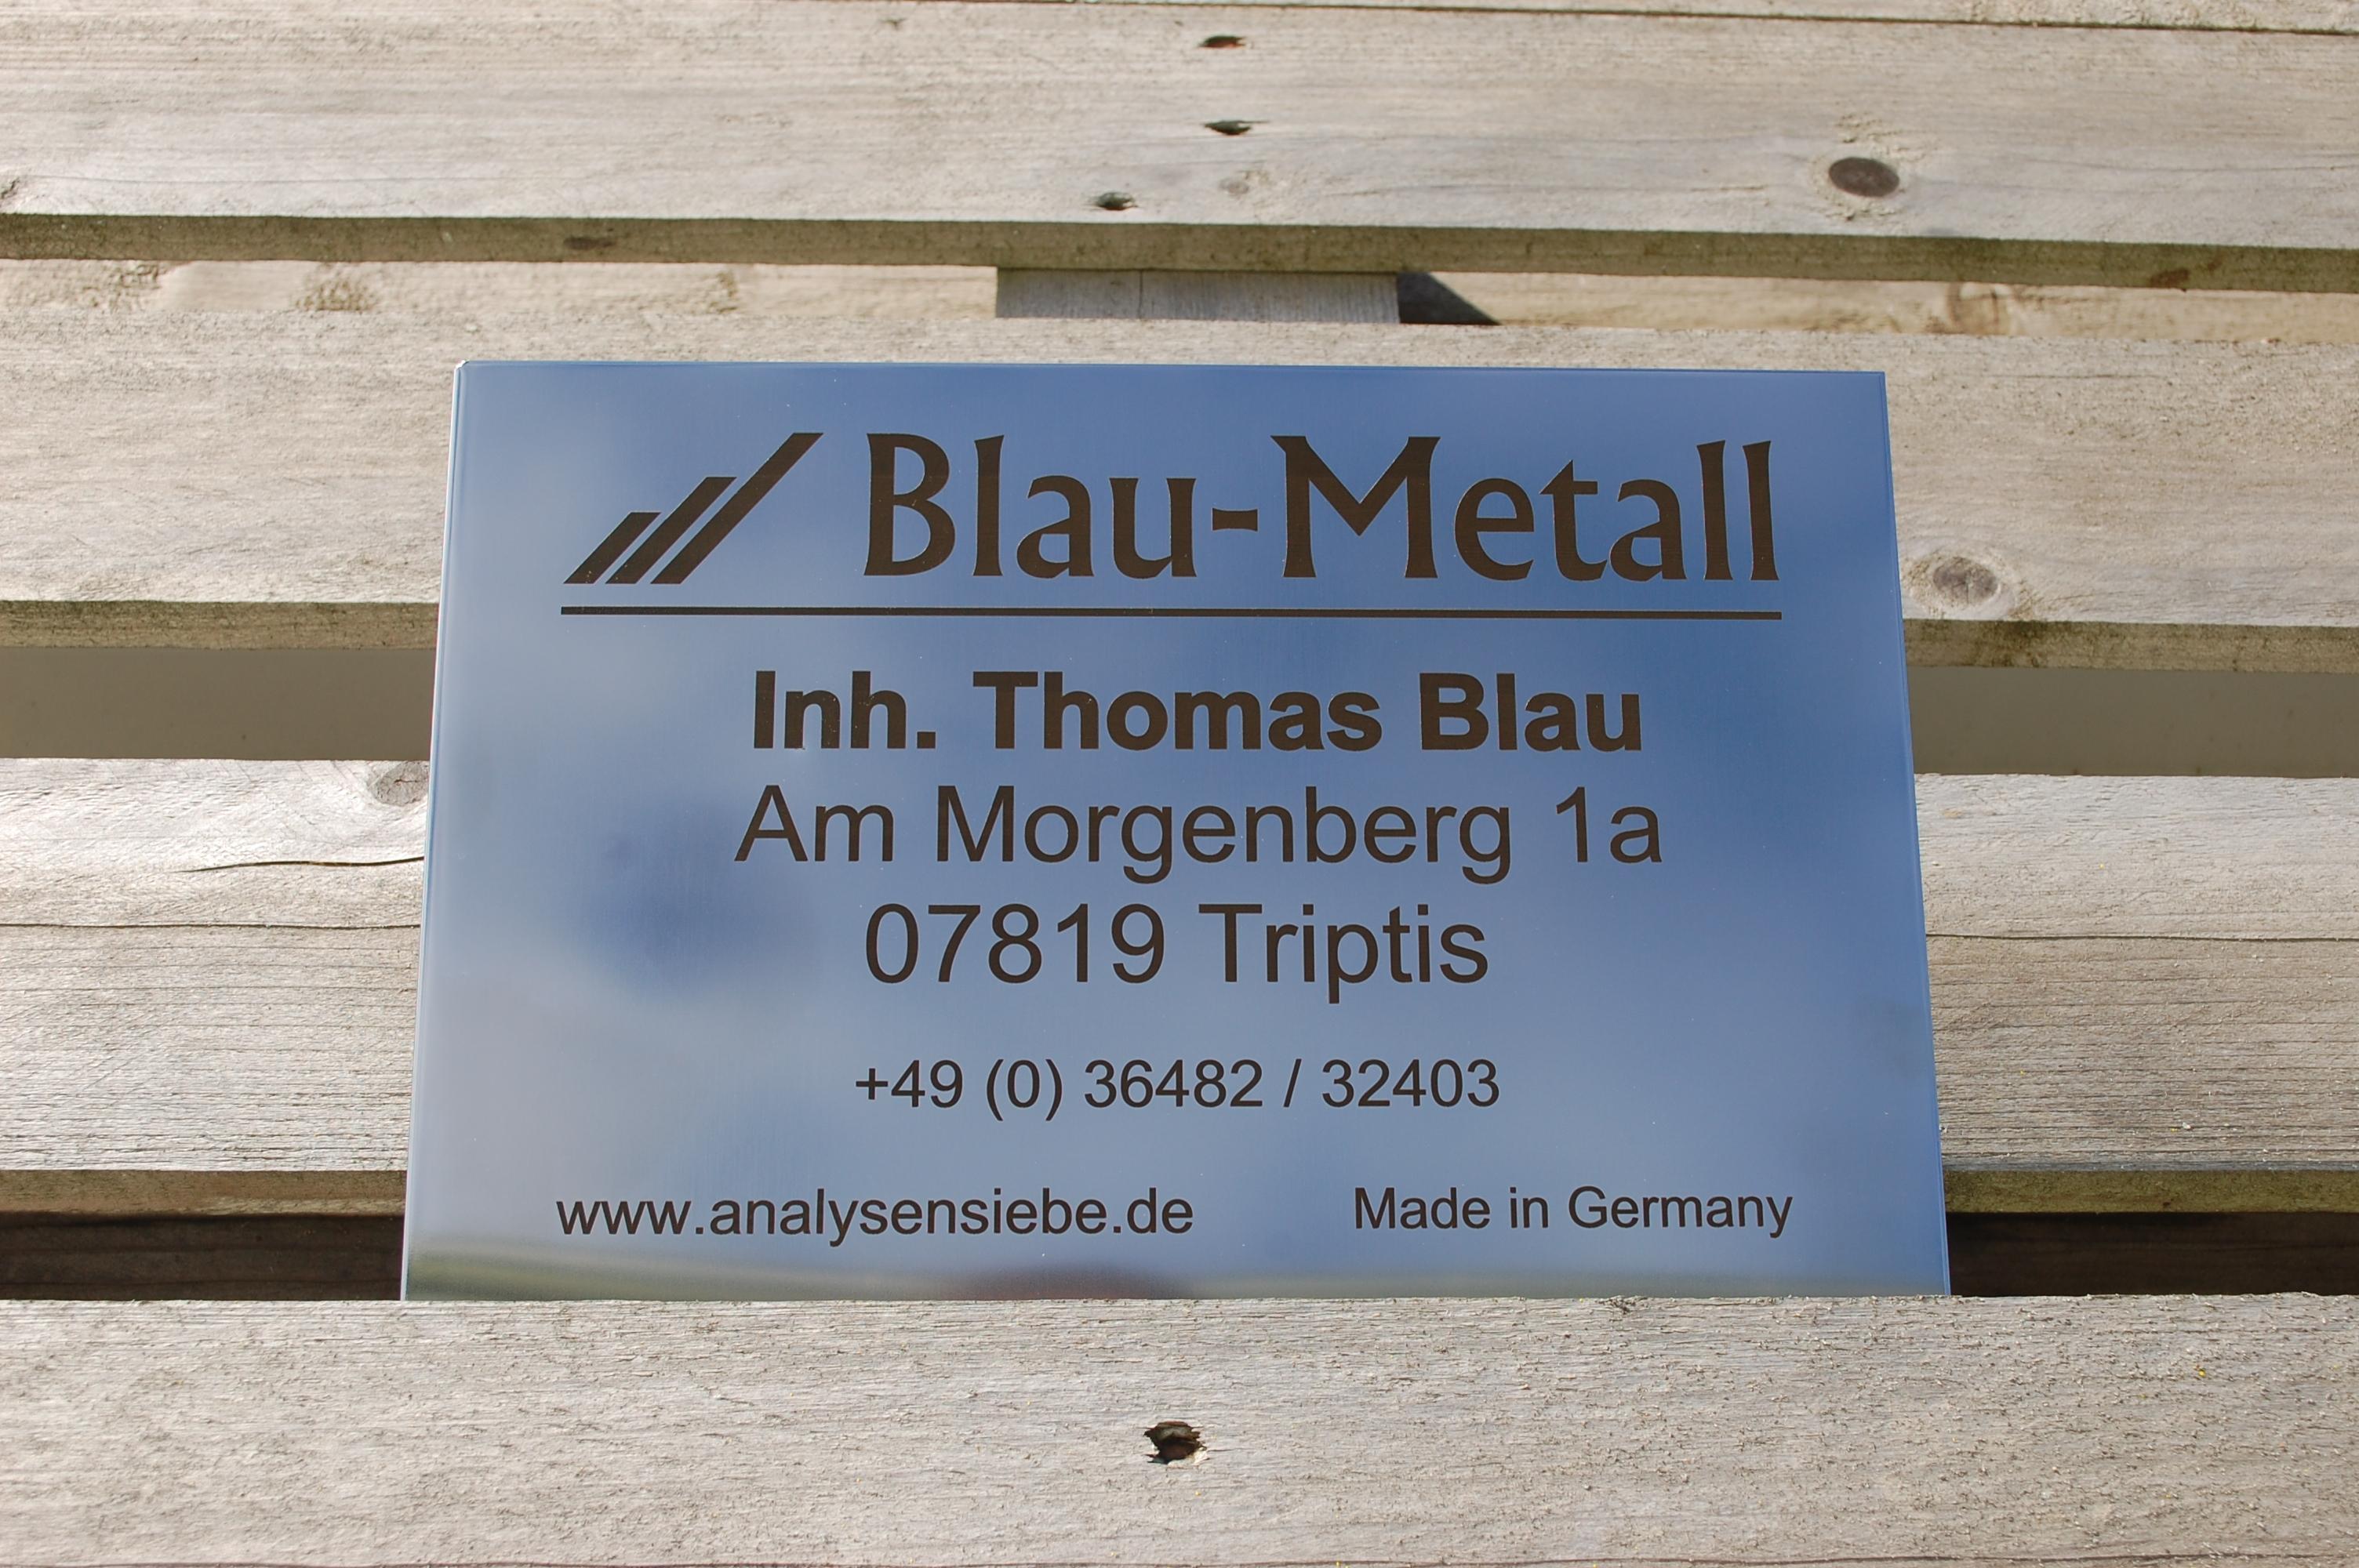 Blau-Metall
Inh. Thomas Blau
Am Morgenberg 1a
07819 Triptis
+49 (0) 36482 / 32403
www.analysensiebe.de
Made in Germany